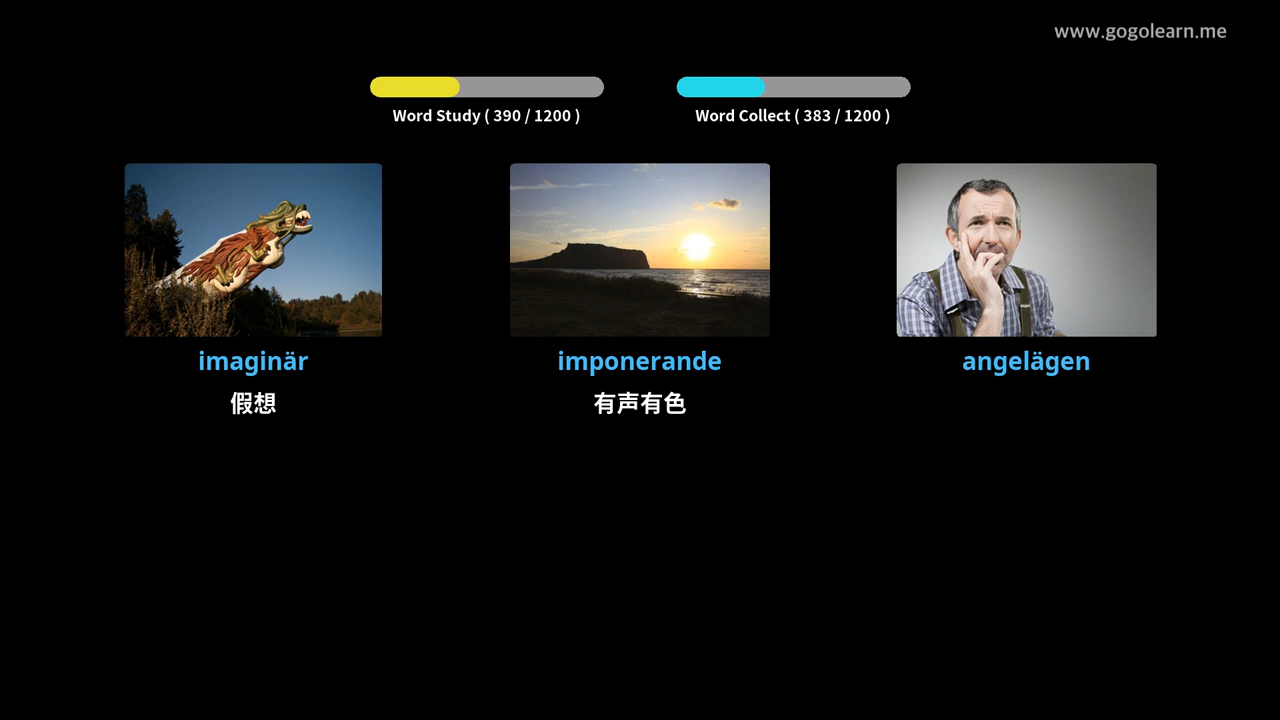 www.gogolearn.me
Word Study ( 390 / 1200 )
Word Collect ( 383 / 1200 )
imaginär
imponerande
angelägen
假想
有声有色